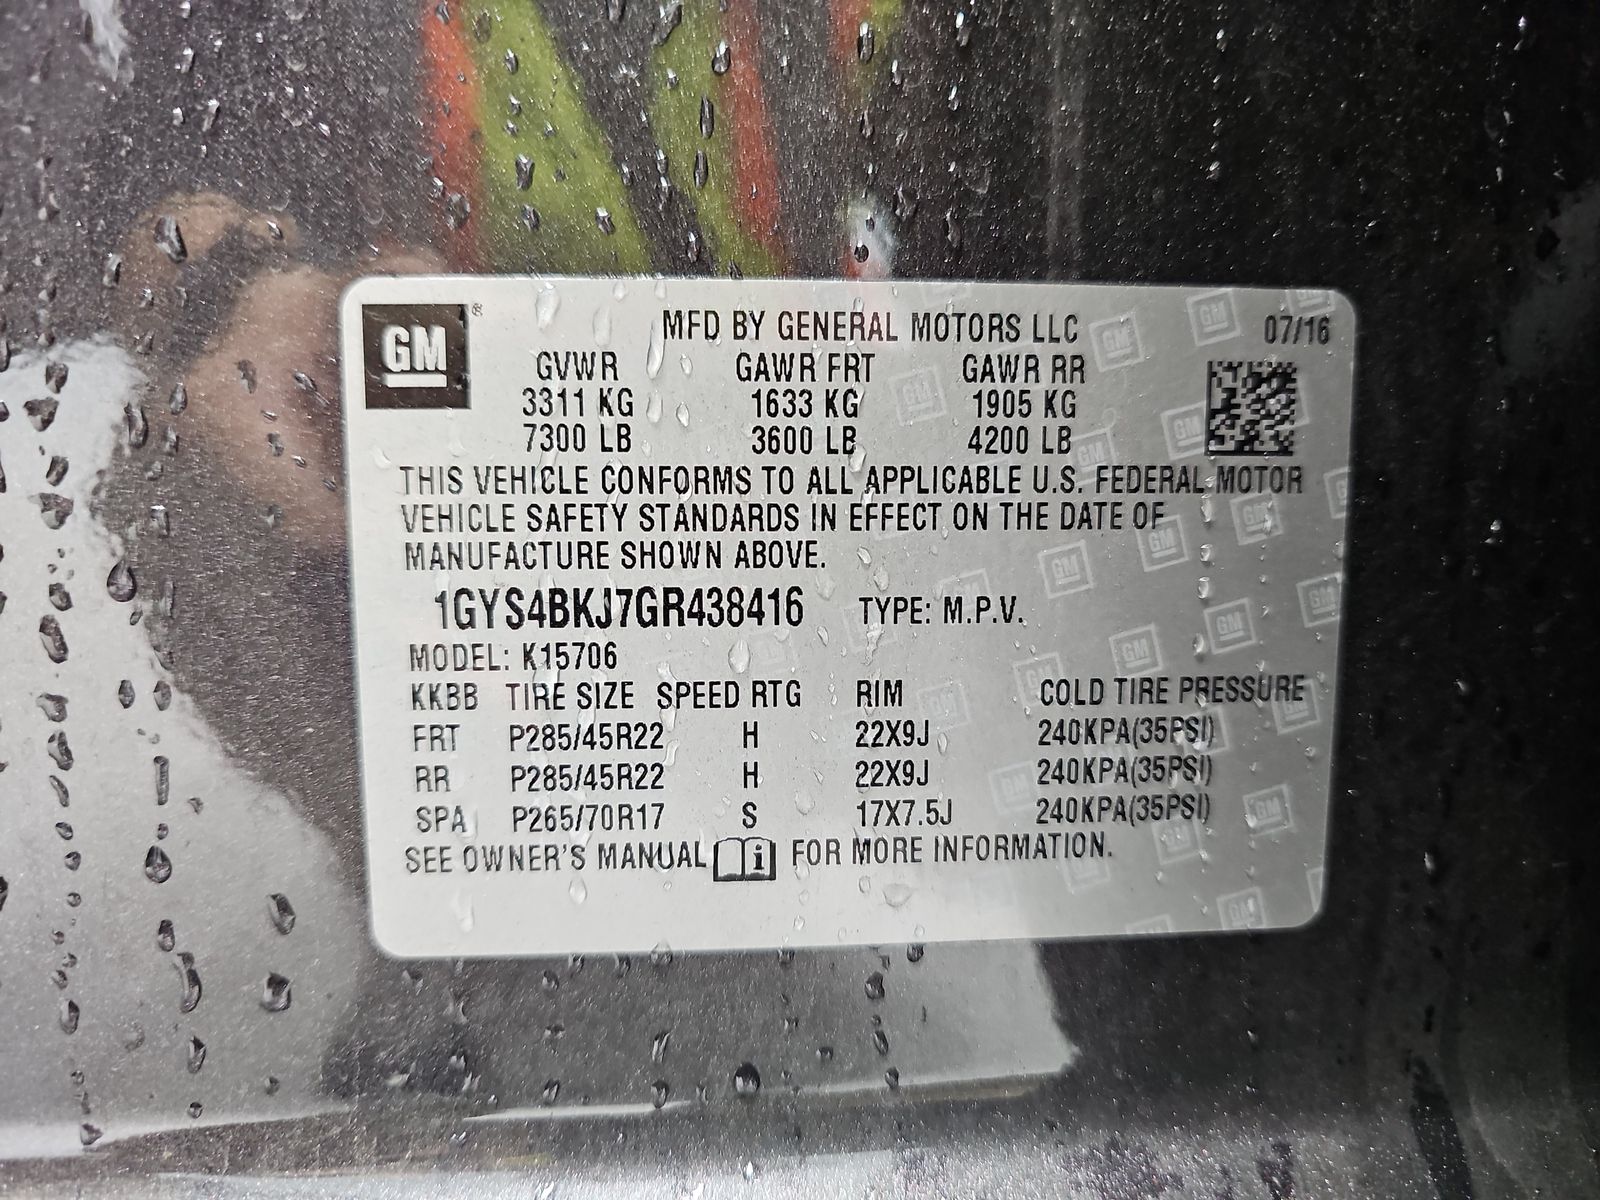 GM ® MFD BY GENERAL MOTORS LLC 07/16
GVWR GAWR FRT GAWR RR
3311 KG 1633 KG 1905 KG
7300 LB 3600 LB 4200 LB
THIS VEHICLE CONFORMS TO ALL APPLICABLE U.S. FEDERAL MOTOR
VEHICLE SAFETY STANDARDS IN EFFECT ON THE DATE OF
MANUFACTURE SHOWN ABOVE.
1GYS4BKJ7GR438416 TYPE: M.P.V.
MODEL: K15706
KKBB TIRE SIZE SPEED RTG RIM COLD TIRE PRESSURE
FRT P285/45R22 H 22X9J 240KPA(35PSI)
RR P285/45R22 H 22X9J 240KPA(35PSI)
SPA P265/70R17 S 17X7.5J 240KPA(35PSI)
SEE OWNER'S MANUAL i FOR MORE INFORMATION.